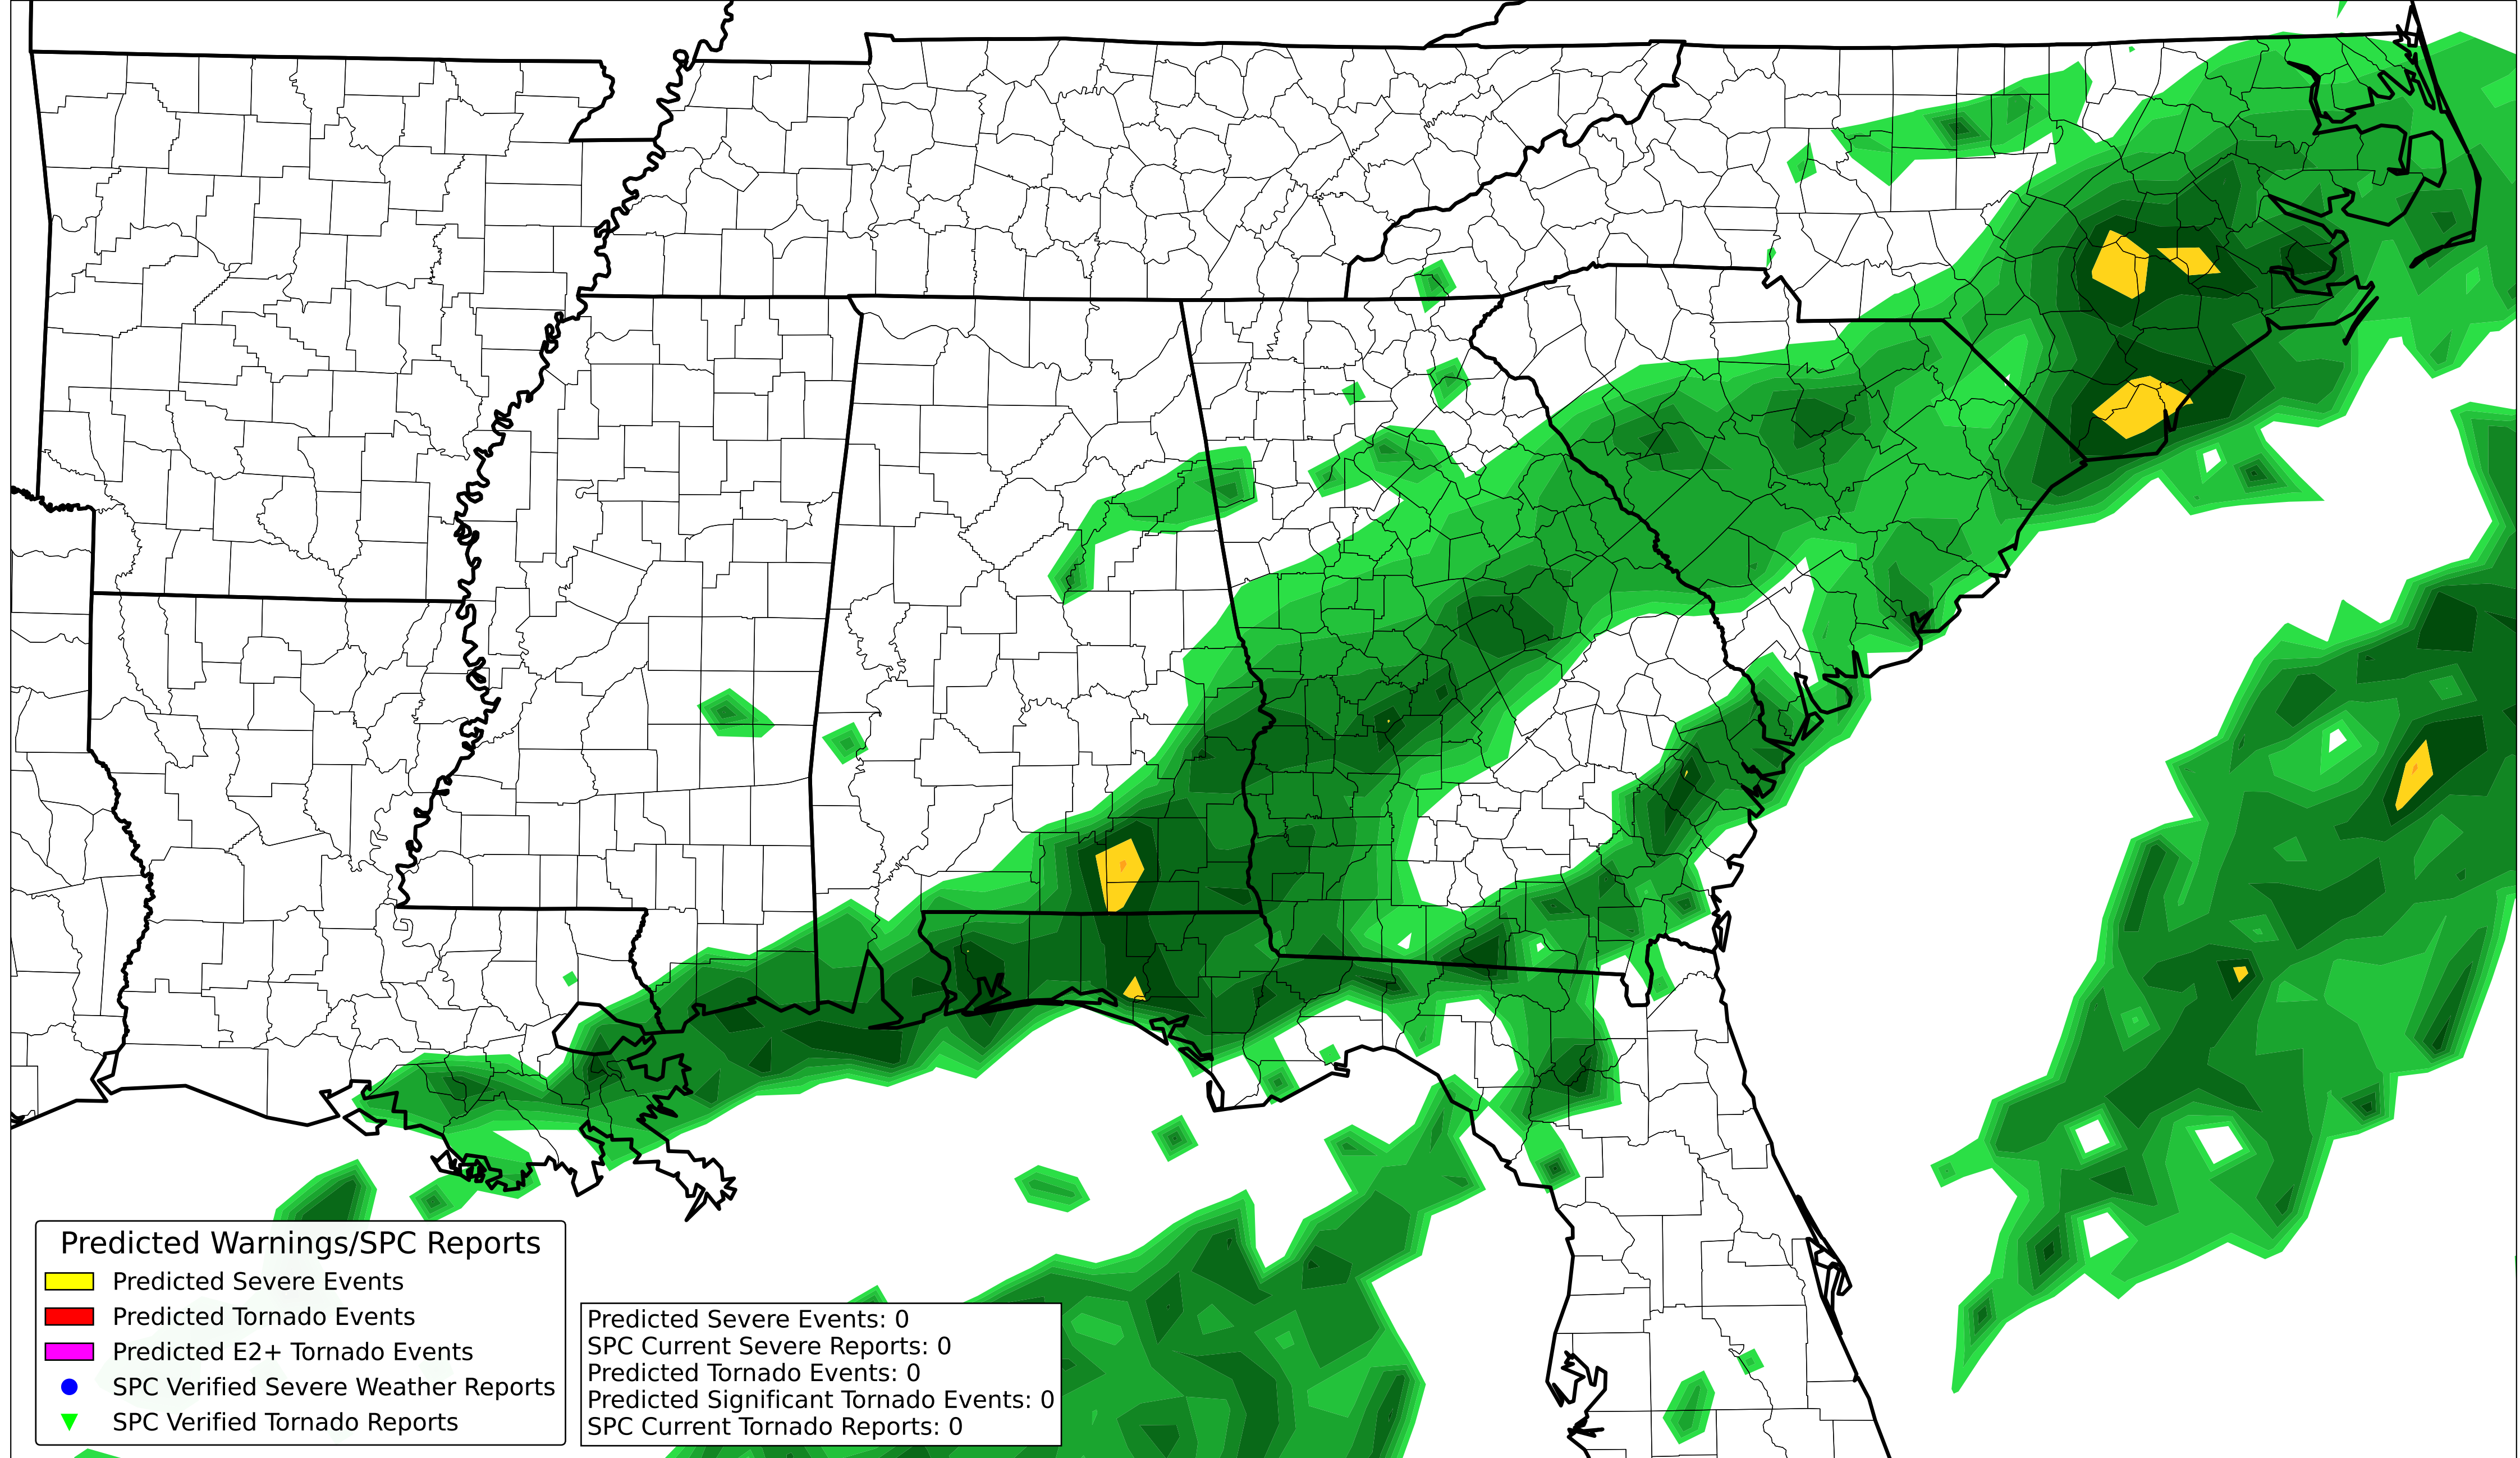 Predicted Warnings/SPC Reports
Predicted Severe Events
Predicted Tornado Events
Predicted E2+ Tornado Events
SPC Verified Severe Weather Reports
SPC Verified Tornado Reports
Predicted Severe Events: 0
SPC Current Severe Reports: 0
Predicted Tornado Events: 0
Predicted Significant Tornado Events: 0
SPC Current Tornado Reports: 0